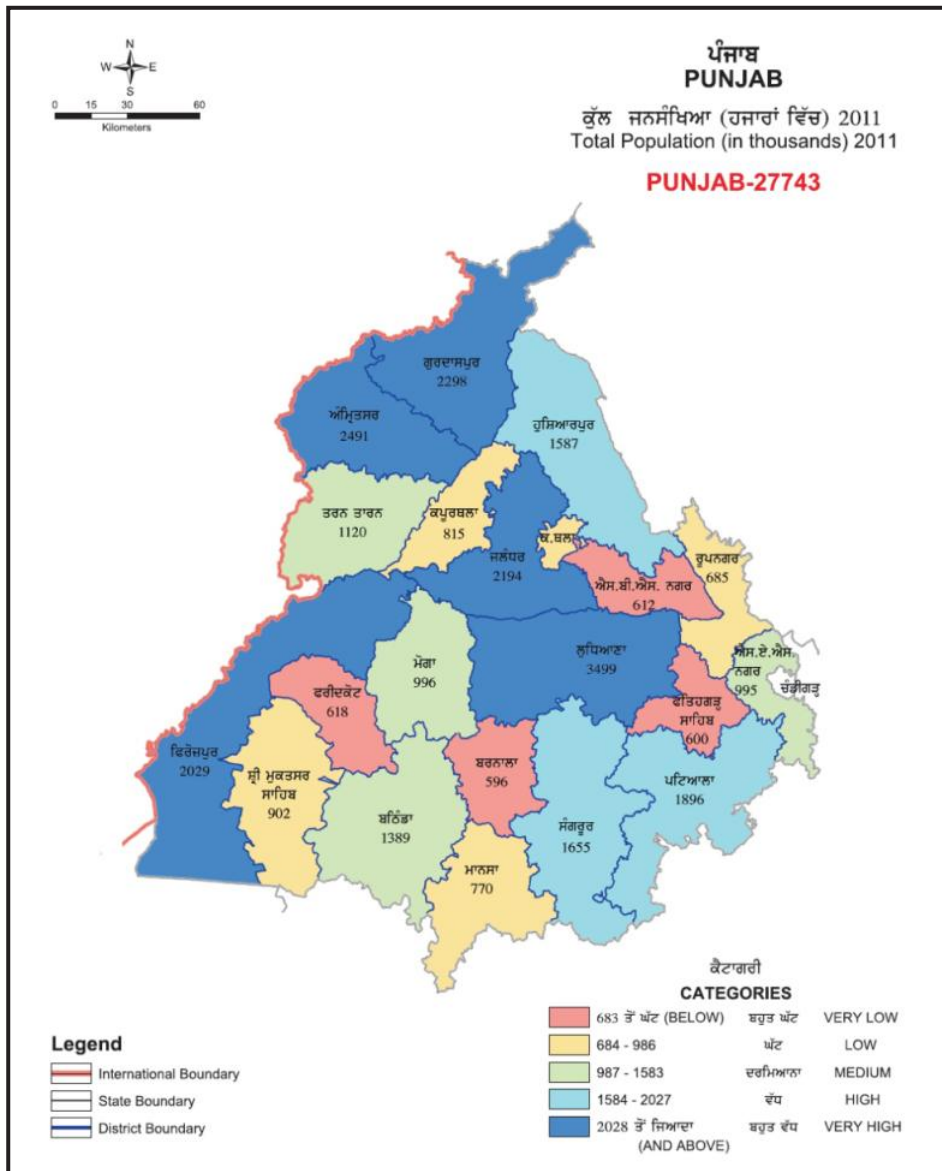 N
W E
S
0 15 30 60
Kilometers
ਪੰਜਾਬ
PUNJAB
ਕੁੱਲ ਜਨਸੰਖਿਆ (ਹਜਾਰਾਂ ਵਿੱਚ) 2011
Total Population (in thousands) 2011
PUNJAB-27743
ਗੁਰਦਾਸਪੁਰ
2298
ਅੰਮ੍ਰਿਤਸਰ
2491
ਹੁਸ਼ਿਆਰਪੁਰ
1587
ਤਰਨ ਤਾਰਨ
1120
ਕਪੂਰਥਲਾ
815
ਜਲੰਧਰ
2194
ਕ.ਥਲਾ
ਰੂਪਨਗਰ
685
ਐਸ.ਬੀ.ਐਸ. ਨਗਰ
612
ਲੁਧਿਆਣਾ
3499
ਮੋਗਾ
996
ਐਸ.ਏ.ਐਸ.
ਨਗਰ
995
ਚੰਡੀਗੜ੍ਹ
ਫਰੀਦਕੋਟ
618
ਫਤਿਹਗੜ੍ਹ
ਸਾਹਿਬ
600
ਫਿਰੋਜਪੁਰ
2029
ਸ਼੍ਰੀ ਮੁਕਤਸਰ
ਸਾਹਿਬ
902
ਬਰਨਾਲਾ
596
ਪਟਿਆਲਾ
1896
ਬਠਿੰਡਾ
1389
ਸੰਗਰੂਰ
1655
ਮਾਨਸਾ
770
ਕੈਟਾਗਰੀ
CATEGORIES
683 ਤੋਂ ਘੱਟ (BELOW) ਬਹੁਤ ਘੱਟ VERY LOW
684 - 986 ਘੱਟ LOW
987 - 1583 ਦਰਮਿਆਨਾ MEDIUM
1584 - 2027 ਵੱਧ HIGH
2028 ਤੋਂ ਜਿਆਦਾ ਬਹੁਤ ਵੱਧ VERY HIGH
(AND ABOVE)
Legend
International Boundary
State Boundary
District Boundary